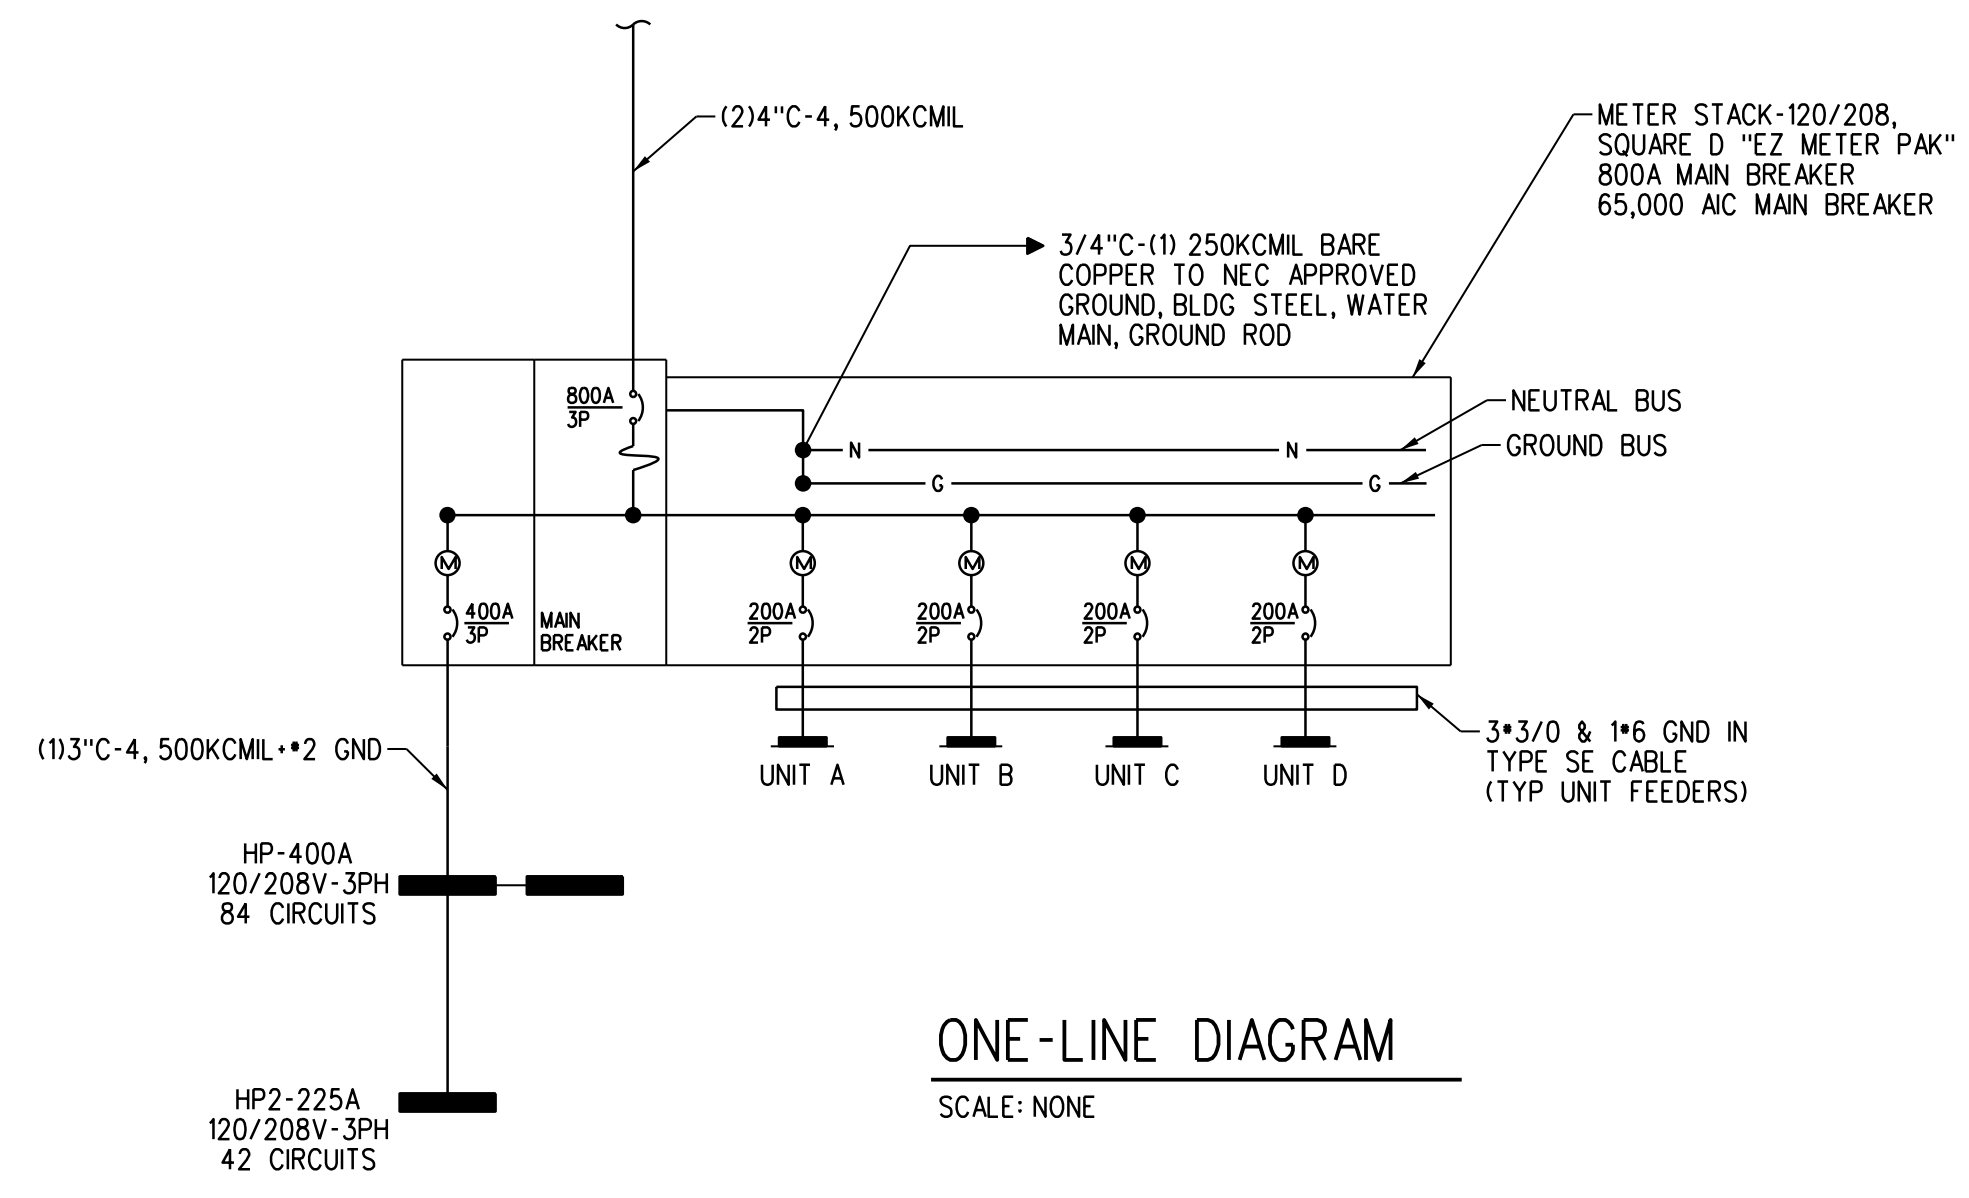 (2)4"C-4, 500KCMIL
METER STACK-120/208,
SQUARE D "EZ METER PAK"
800A MAIN BREAKER
65,000 AIC MAIN BREAKER
3/4"C-(1) 250KCMIL BARE
COPPER TO NEC APPROVED
GROUND, BLDG STEEL, WATER
MAIN, GROUND ROD
800A
3P
NEUTRAL BUS
GROUND BUS
N
N
G
G
M
M
M
M
M
400A
3P
MAIN
BREAKER
200A
2P
200A
2P
200A
2P
200A
2P
3*3/0 & 1*6 GND IN
TYPE SE CABLE
(TYP UNIT FEEDERS)
UNIT A
UNIT B
UNIT C
UNIT D
(1)3"C-4, 500KCMIL+*2 GND
HP-400A
120/208V-3PH
84 CIRCUITS
HP2-225A
120/208V-3PH
42 CIRCUITS
ONE-LINE DIAGRAM
SCALE: NONE